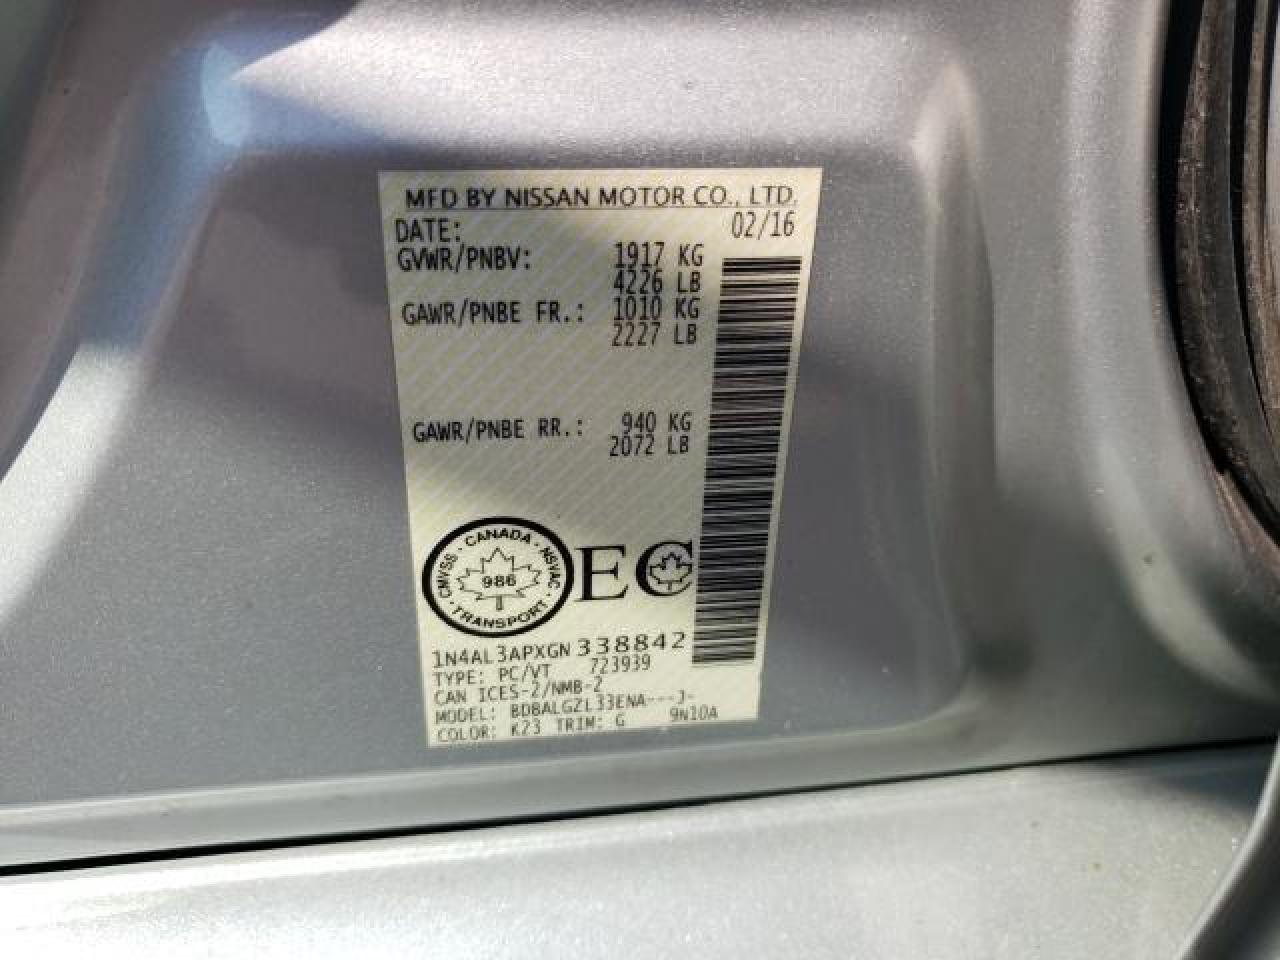 MFD BY NISSAN MOTOR CO., LTD.
DATE: 02/16
GVWR/PNBV: 1917 KG
4226 LB
GAWR/PNBE FR.: 1010 KG
2227 LB
GAWR/PNBE RR.: 940 KG
2072 LB
CANADA
CMVSS · NSVAC
986
TRANSPORT
EC
1N4AL3APXGN338842
TYPE: PC/VT 723939
CAN ICES-2/NMB-2
MODEL: BDBALGZL33ENA---J-
COLOR: K23 TRIM: G 9N10A